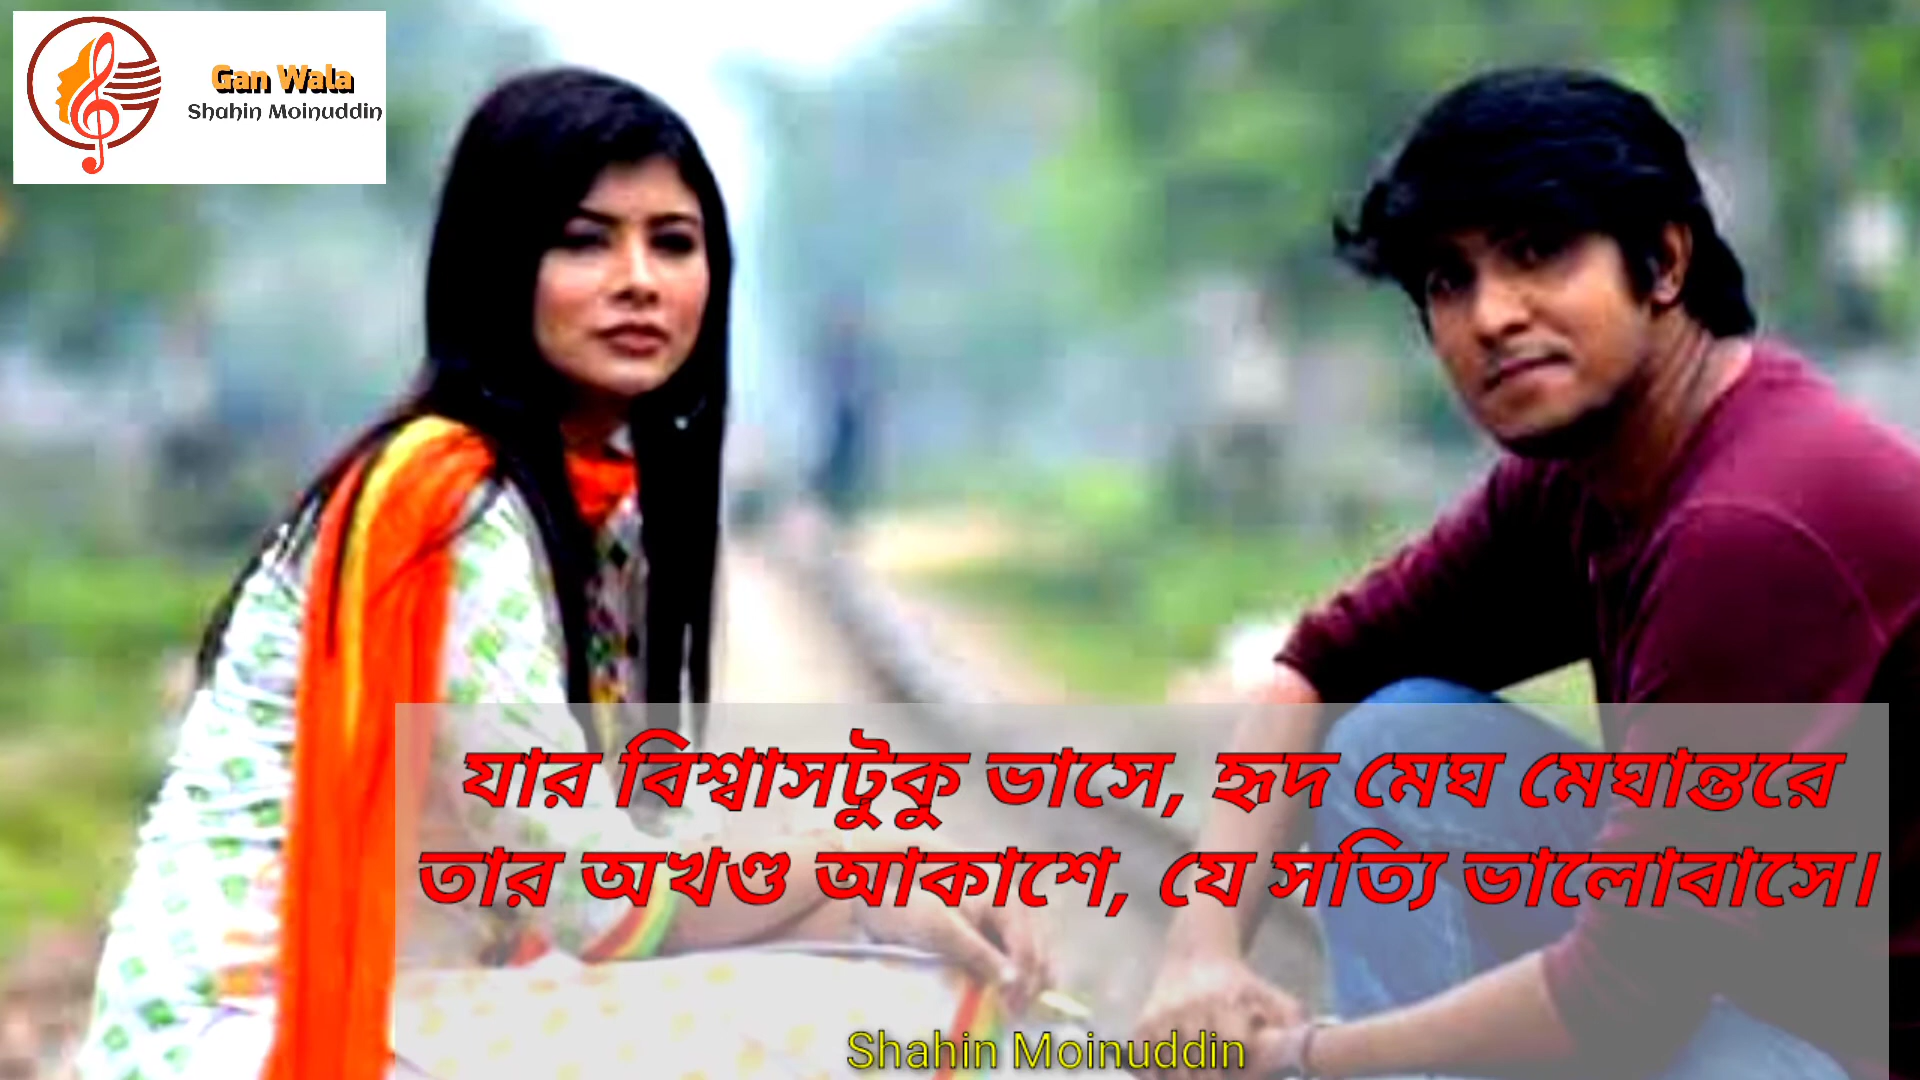 Gan Wala
Shahin Moinuddin
যার বিশ্বাসটুকু ভাসে, হৃদ মেঘ মেঘান্তরে
তার অখণ্ড আকাশে, যে সত্যি ভালোবাসে।
Shahin Moinuddin